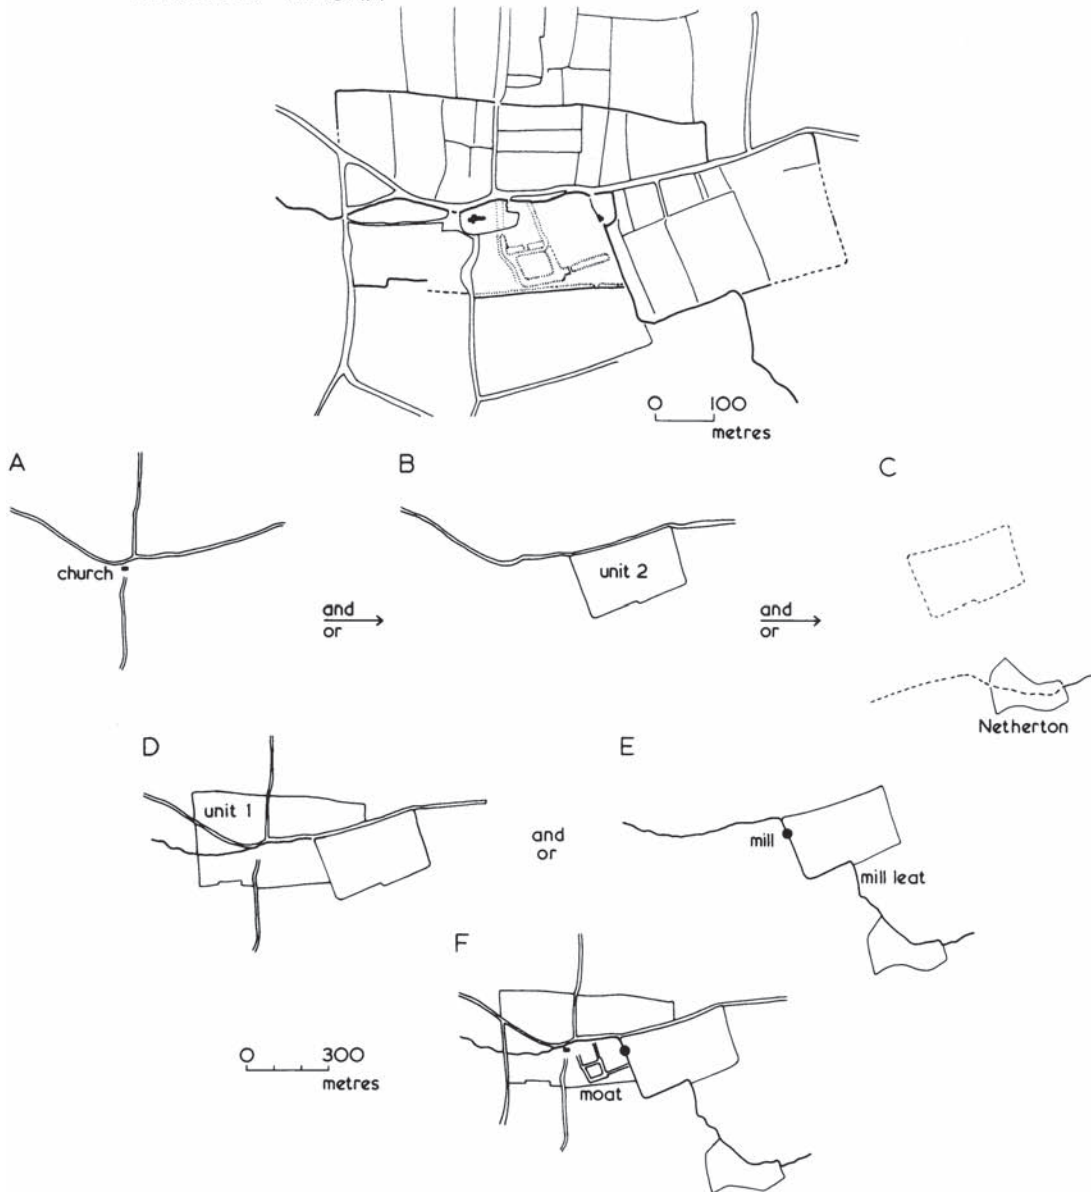 0 100
metres
A
B
C
church
and
or
unit 2
and
or
Netherton
D
E
unit 1
and
or
mill
mill leat
F
0 300
metres
moat